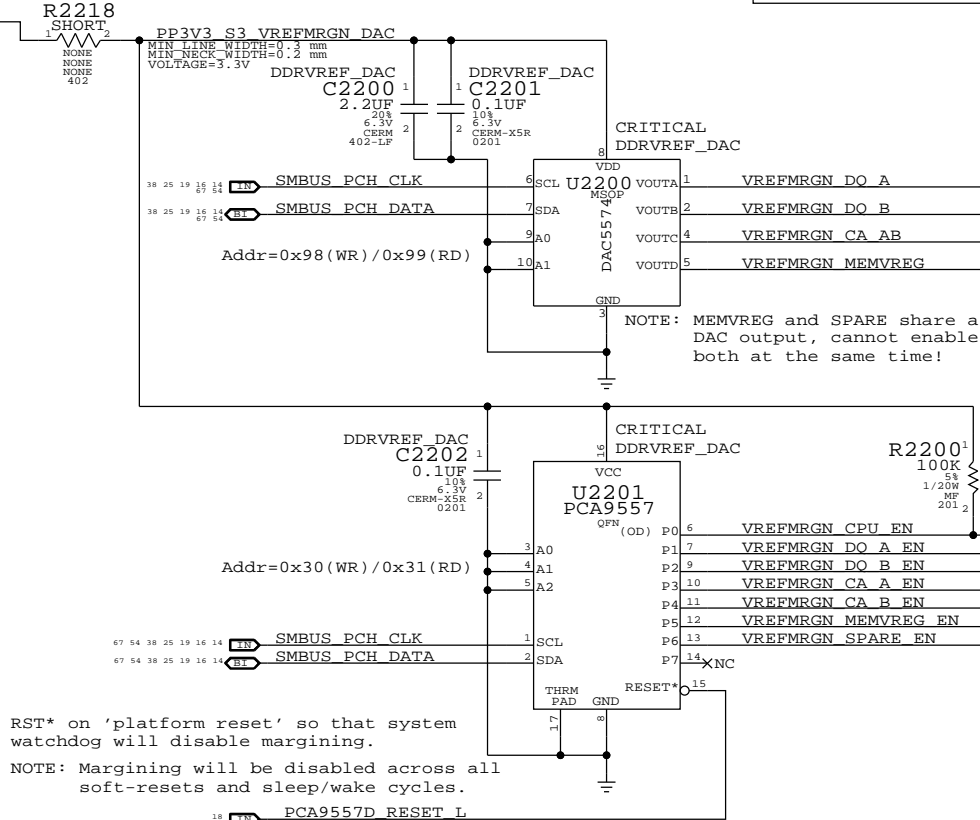 R2218
SHORT
1 2
NONE
NONE
NONE
402
PP3V3_S3_VREFMRGN_DAC
MIN_LINE_WIDTH=0.3 mm
MIN_NECK_WIDTH=0.2 mm
VOLTAGE=3.3V
DDRVREF_DAC
C2200 1
2.2UF
20%
6.3V
CERM 2
402-LF
DDRVREF_DAC
1 C2201
0.1UF
10%
6.3V
2 CERM-X5R
0201
CRITICAL
DDRVREF_DAC
8
VDD
U2200
MSOP
DAC5574
38 25 19 16 14
67 54
IN
SMBUS_PCH_CLK
6 SCL
VOUTA 1
VREFMRGN_DQ_A
38 25 19 16 14
67 54
BI
SMBUS_PCH_DATA
7 SDA
VOUTB 2
VREFMRGN_DQ_B
9 A0
VOUTC 4
VREFMRGN_CA_AB
Addr=0x98(WR)/0x99(RD)
10 A1
VOUTD 5
VREFMRGN_MEMVREG
GND
3
NOTE: MEMVREG and SPARE share a
DAC output, cannot enable
both at the same time!
DDRVREF_DAC
C2202 1
0.1UF
10%
6.3V
CERM-X5R 2
0201
CRITICAL
DDRVREF_DAC
16
VCC
U2201
PCA9557
QFN
(OD)
R2200 1
100K
5%
1/20W
MF
201 2
P0 6 VREFMRGN_CPU_EN
3 A0
P1 7 VREFMRGN_DQ_A_EN
Addr=0x30(WR)/0x31(RD)
4 A1
P2 9 VREFMRGN_DQ_B_EN
5 A2
P3 10 VREFMRGN_CA_A_EN
P4 11 VREFMRGN_CA_B_EN
P5 12 VREFMRGN_MEMVREG_EN
67 54 38 25 19 16 14 IN SMBUS_PCH_CLK
1 SCL
P6 13 VREFMRGN_SPARE_EN
67 54 38 25 19 16 14 BI SMBUS_PCH_DATA
2 SDA
P7 14 NC
RESET* 15
THRM
PAD
GND
17
8
RST* on 'platform reset' so that system
watchdog will disable margining.
NOTE: Margining will be disabled across all
soft-resets and sleep/wake cycles.
18 IN PCA9557D_RESET_L